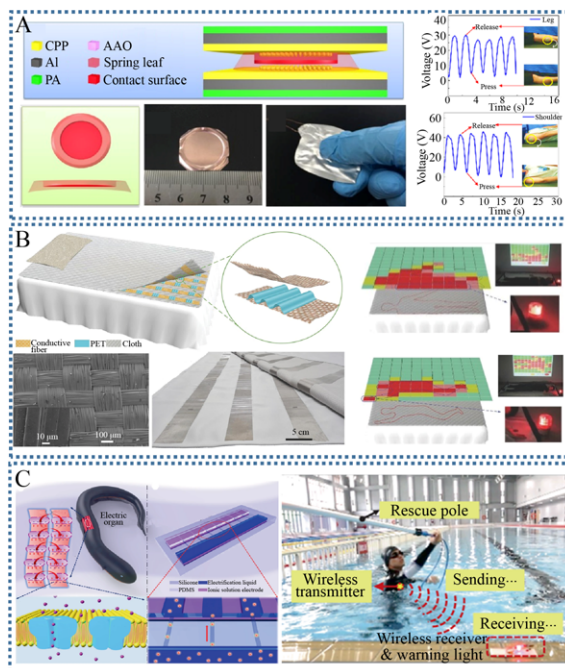 A
CPP
AAO
Al
Spring leaf
PA
Contact surface
Voltage (V)
40
30
20
10
0
Leg
Release
Press
0 4 8 12 16
Time (s)
Voltage (V)
60
40
20
0
Shoulder
Release
Press
0 5 10 15 20 25 30
Time (s)
5 6 7 8 9
B
Conductive fiber
PET
Cloth
10 μm
100 μm
5 cm
C
Electric
organ
Silicone
Electrification liquid
PDMS
Ionic solution electrode
Rescue pole
Wireless
transmitter
Sending···
Receiving···
Wireless receiver
& warning light